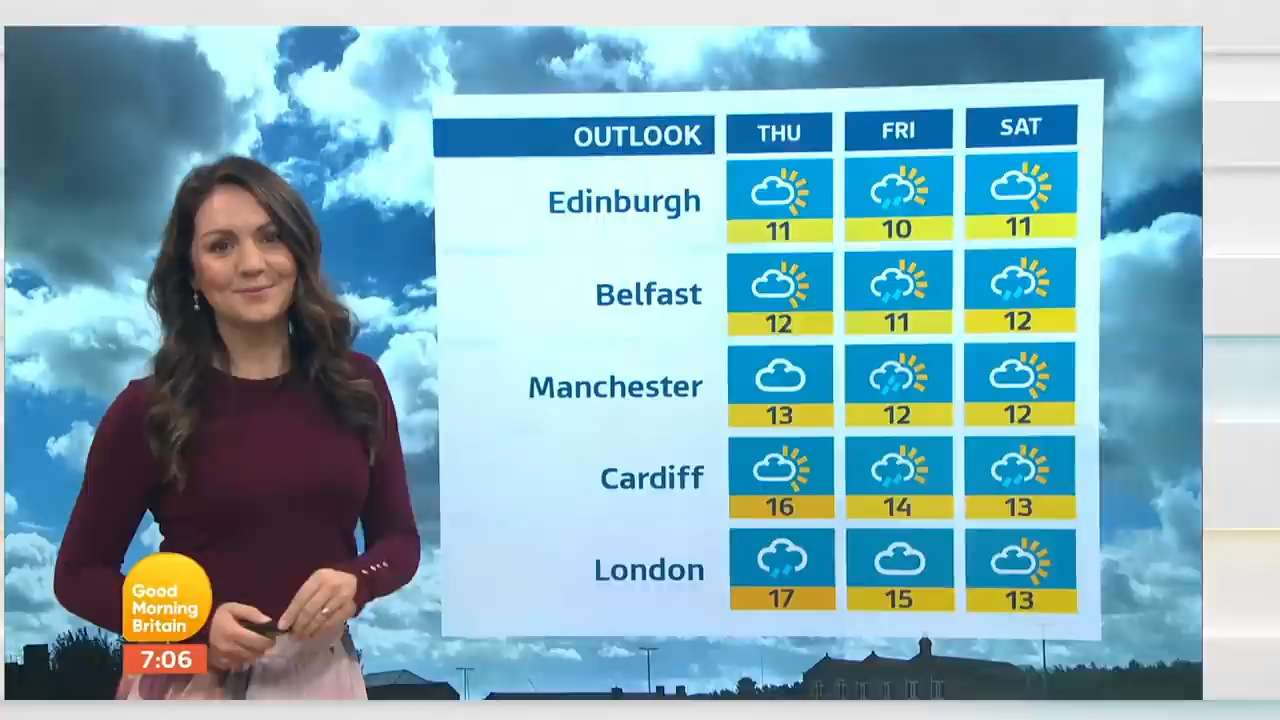 OUTLOOK THU FRI SAT
Edinburgh 11 10 11
Belfast 12 11 12
Manchester 13 12 12
Cardiff 16 14 13
London 17 15 13
Good
Morning
Britain
7:06